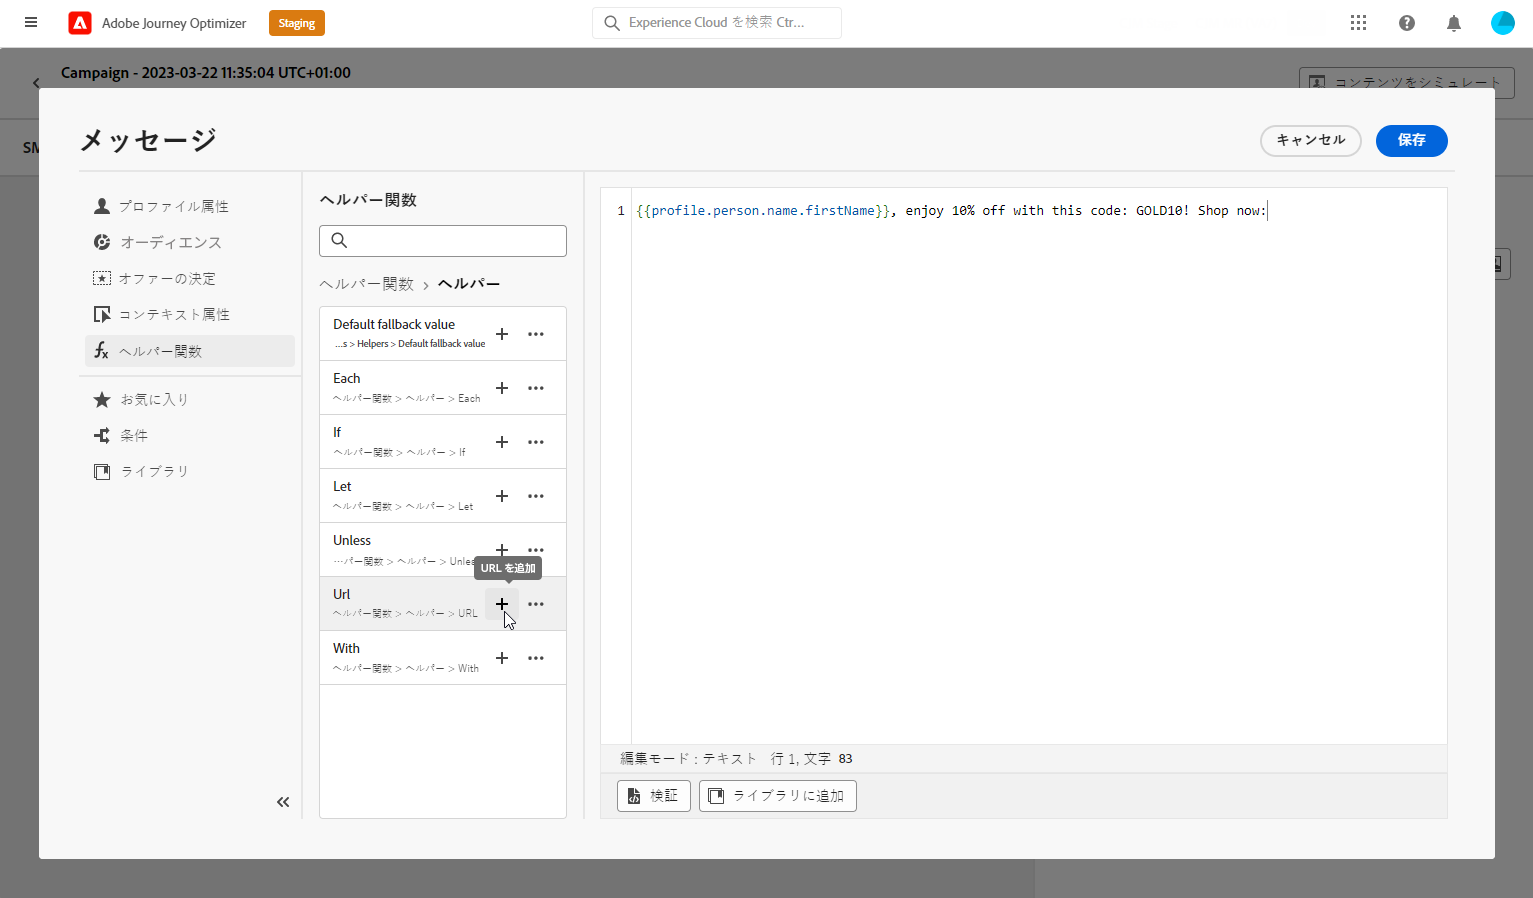 Adobe Journey Optimizer
Staging
Experience Cloud を検索 Ctr...
Campaign - 2023-03-22 11:35:04 UTC+01:00
コンテンツをシミュレート
SM
メッセージ
キャンセル
保存
プロファイル属性
オーディエンス
オファーの決定
コンテキスト属性
ヘルパー関数
お気に入り
条件
ライブラリ
ヘルパー関数
ヘルパー関数 > ヘルパー
Default fallback value
...s > Helpers > Default fallback value
Each
ヘルパー関数 > ヘルパー > Each
If
ヘルパー関数 > ヘルパー > If
Let
ヘルパー関数 > ヘルパー > Let
Unless
…パー関数 > ヘルパー > Unles
URL を追加
Url
ヘルパー関数 > ヘルパー > URL
With
ヘルパー関数 > ヘルパー > With
1 {{profile.person.name.firstName}}, enjoy 10% off with this code: GOLD10! Shop now:
編集モード : テキスト 行 1, 文字 83
検証
ライブラリに追加